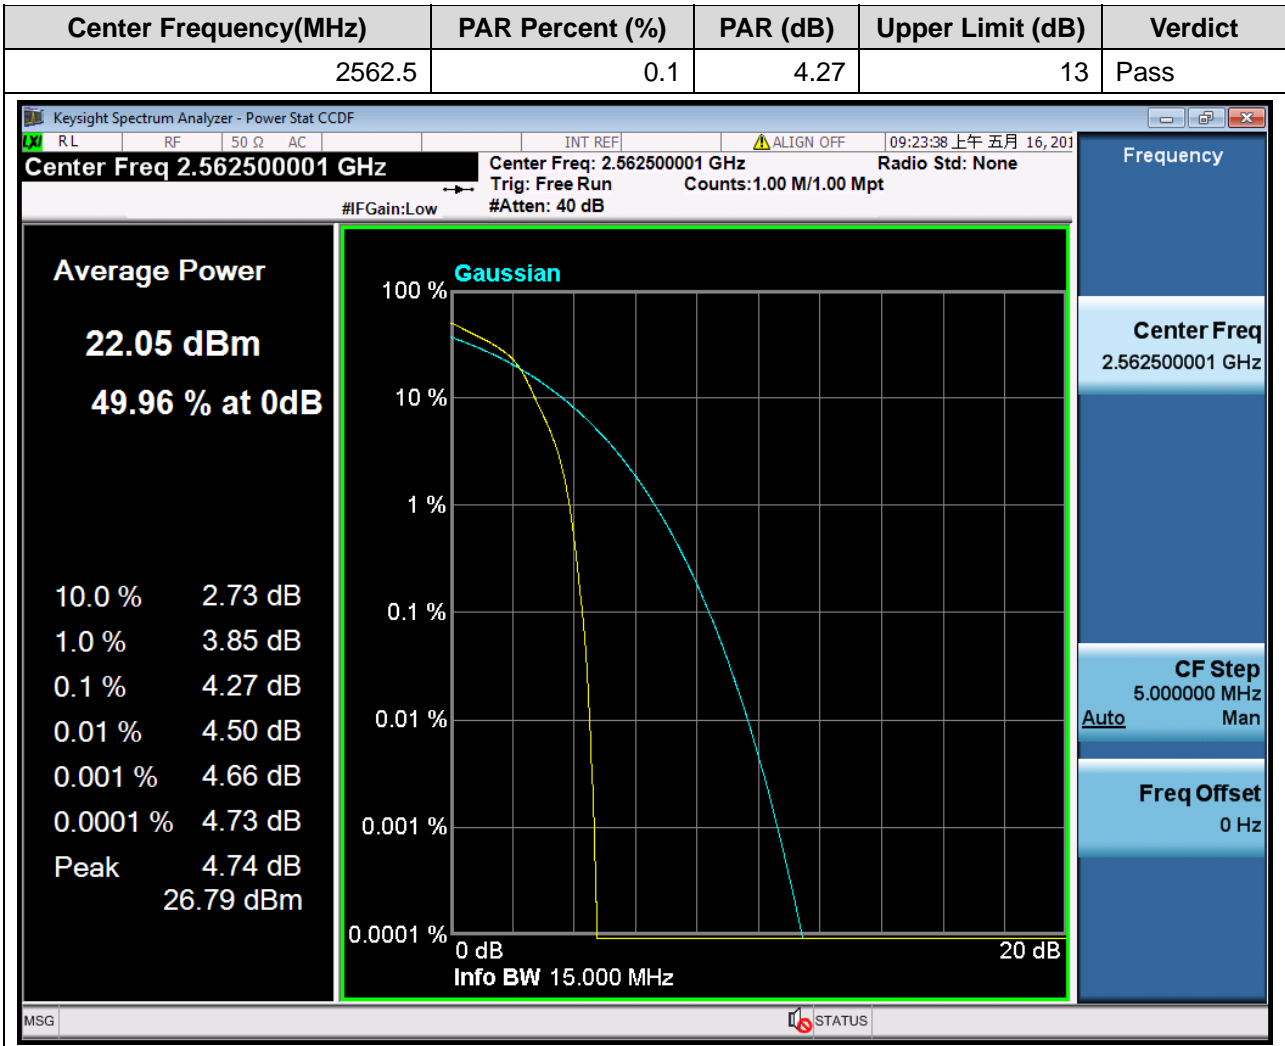 Center Frequency(MHz) PAR Percent (%) PAR (dB) Upper Limit (dB) Verdict
2562.5 0.1 4.27 13 Pass
Keysight Spectrum Analyzer - Power Stat CCDF
LXI RL RF 50 Ω AC INT REF ALIGN OFF 09:23:38 上午 五月 16, 201
Center Freq 2.562500001 GHz
Center Freq: 2.562500001 GHz Radio Std: None
Trig: Free Run Counts:1.00 M/1.00 Mpt
#IFGain:Low #Atten: 40 dB
Average Power
22.05 dBm
49.96 % at 0dB
10.0 % 2.73 dB
1.0 % 3.85 dB
0.1 % 4.27 dB
0.01 % 4.50 dB
0.001 % 4.66 dB
0.0001 % 4.73 dB
Peak 4.74 dB
26.79 dBm
Gaussian
100 %
10 %
1 %
0.1 %
0.01 %
0.001 %
0.0001 %
0 dB 20 dB
Info BW 15.000 MHz
Frequency
Center Freq
2.562500001 GHz
CF Step
5.000000 MHz
Auto Man
Freq Offset
0 Hz
MSG STATUS